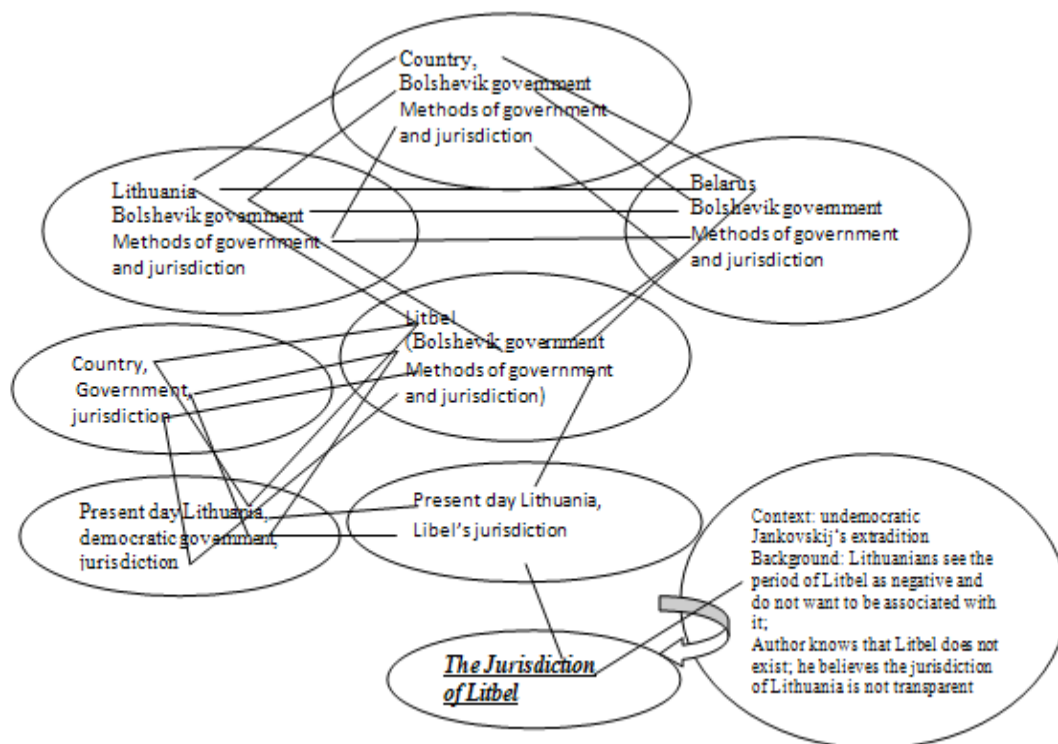 Country,
Bolshevik government
Methods of government
and jurisdiction
Lithuania
Bolshevik government
Methods of government
and jurisdiction
Belarus
Bolshevik government
Methods of government
and jurisdiction
Litbel
(Bolshevik government
Methods of government
and jurisdiction)
Country,
Government,
jurisdiction
Present day Lithuania,
democratic government,
jurisdiction
Present day Lithuania,
Libel's jurisdiction
Context: undemocratic
Jankovskij‘s extradition
Background: Lithuanians see the
period of Litbel as negative and
do not want to be associated with
it;
Author knows that Litbel does not
exist; he believes the jurisdiction
of Lithuania is not transparent
The Jurisdiction
of Litbel